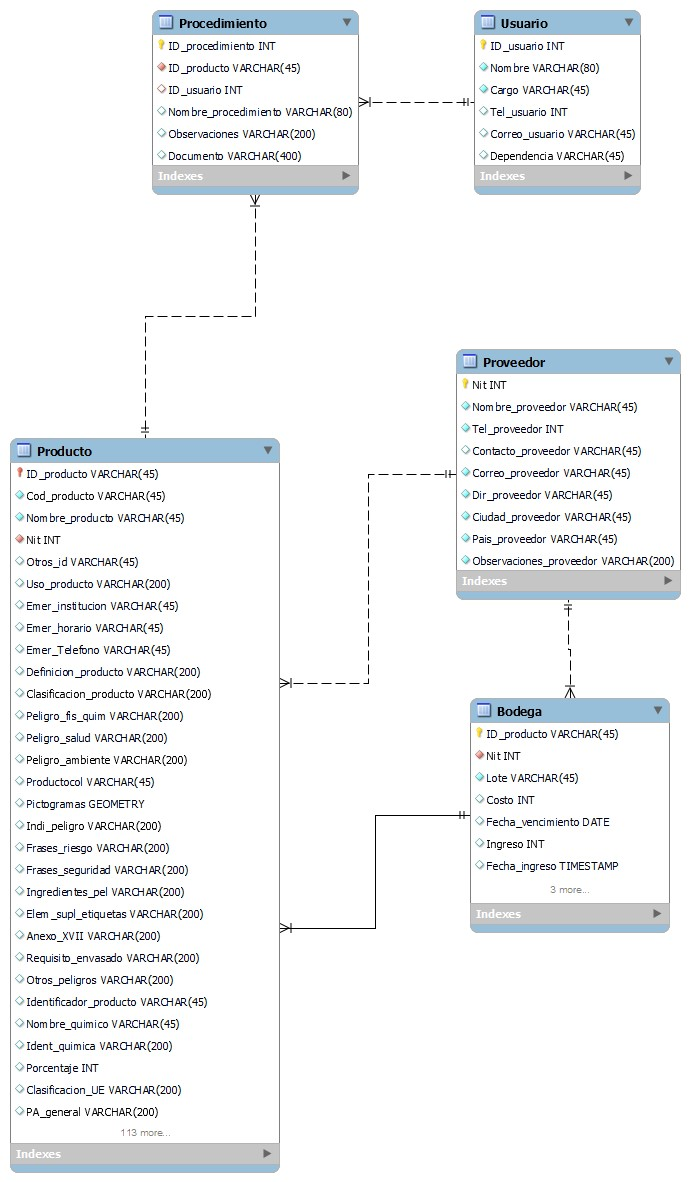 Procedimiento
ID_procedimiento INT
ID_producto VARCHAR(45)
ID_usuario INT
Nombre_procedimiento VARCHAR(80)
Observaciones VARCHAR(200)
Documento VARCHAR(400)
Indexes
Usuario
ID_usuario INT
Nombre VARCHAR(80)
Cargo VARCHAR(45)
Tel_usuario INT
Correo_usuario VARCHAR(45)
Dependencia VARCHAR(45)
Indexes
Proveedor
Nit INT
Nombre_proveedor VARCHAR(45)
Tel_proveedor INT
Contacto_proveedor VARCHAR(45)
Correo_proveedor VARCHAR(45)
Dir_proveedor VARCHAR(45)
Ciudad_proveedor VARCHAR(45)
Pais_proveedor VARCHAR(45)
Observaciones_proveedor VARCHAR(200)
Indexes
Producto
ID_producto VARCHAR(45)
Cod_producto VARCHAR(45)
Nombre_producto VARCHAR(45)
Nit INT
Otros_id VARCHAR(45)
Uso_producto VARCHAR(200)
Emer_institucion VARCHAR(45)
Emer_horario VARCHAR(45)
Emer_Telefono VARCHAR(45)
Definicion_producto VARCHAR(200)
Clasificacion_producto VARCHAR(200)
Peligro_fis_quim VARCHAR(200)
Peligro_salud VARCHAR(200)
Peligro_ambiente VARCHAR(200)
Productocol VARCHAR(45)
Pictogramas GEOMETRY
Indi_peligro VARCHAR(200)
Frases_riesgo VARCHAR(200)
Frases_seguridad VARCHAR(200)
Ingredientes_pel VARCHAR(200)
Elem_supl_etiquetas VARCHAR(200)
Anexo_XVII VARCHAR(200)
Requisito_envasado VARCHAR(200)
Otros_peligros VARCHAR(200)
Identificador_producto VARCHAR(45)
Nombre_quimico VARCHAR(45)
Ident_quimica VARCHAR(200)
Porcentaje INT
Clasificacion_UE VARCHAR(200)
PA_general VARCHAR(200)
113 more...
Indexes
Bodega
ID_producto VARCHAR(45)
Nit INT
Lote VARCHAR(45)
Costo INT
Fecha_vencimiento DATE
Ingreso INT
Fecha_ingreso TIMESTAMP
3 more...
Indexes